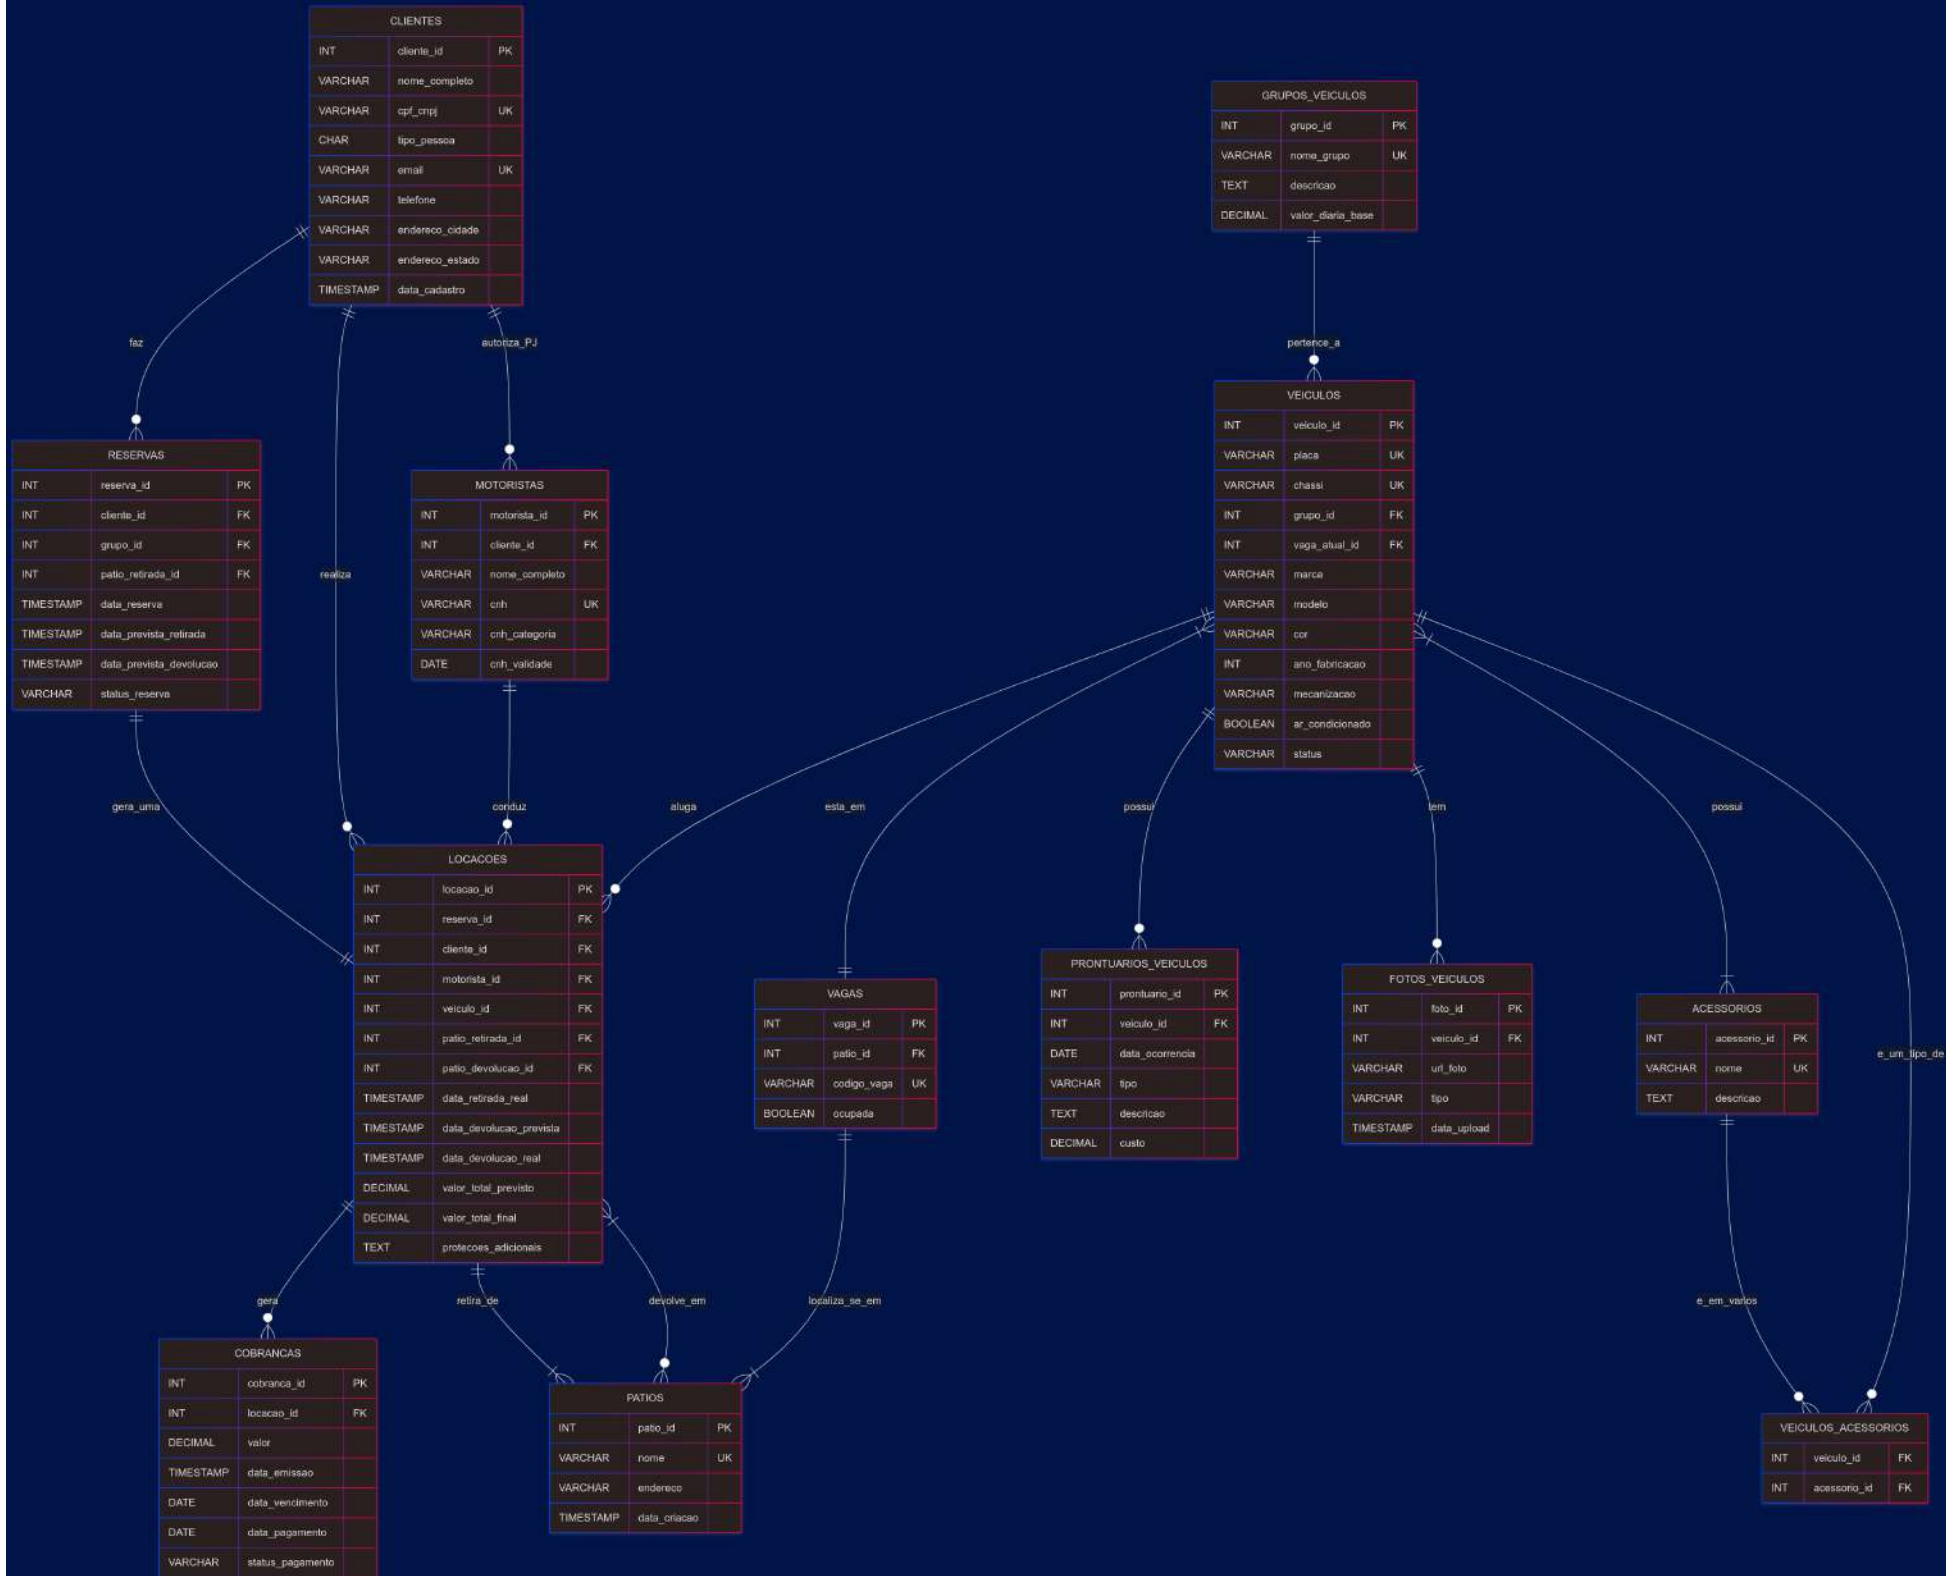 CLIENTES
INT cliente_id PK
VARCHAR nome_completo
VARCHAR cpf_cnpj UK
CHAR tipo_pessoa
VARCHAR email UK
VARCHAR telefone
VARCHAR endereco_cidade
VARCHAR endereco_estado
TIMESTAMP data_cadastro
GRUPOS_VEICULOS
INT grupo_id PK
VARCHAR nome_grupo UK
TEXT descricao
DECIMAL valor_diaria_base
faz
autoriza_PJ
pertence_a
VEICULOS
INT veiculo_id PK
VARCHAR placa UK
VARCHAR chassi UK
INT grupo_id FK
INT vaga_atual_id FK
VARCHAR marca
VARCHAR modelo
VARCHAR cor
INT ano_fabricacao
VARCHAR mecanizacao
BOOLEAN ar_condicionado
VARCHAR status
RESERVAS
INT reserva_id PK
INT cliente_id FK
INT grupo_id FK
INT patio_retirada_id FK
TIMESTAMP data_reserva
TIMESTAMP data_prevista_retirada
TIMESTAMP data_prevista_devolucao
VARCHAR status_reserva
realiza
MOTORISTAS
INT motorista_id PK
INT cliente_id FK
VARCHAR nome_completo
VARCHAR cnh UK
VARCHAR cnh_categoria
DATE cnh_validade
gera_uma
conduz
aluga
esta_em
possui
tem
possui
LOCACOES
INT locacao_id PK
INT reserva_id FK
INT cliente_id FK
INT motorista_id FK
INT veiculo_id FK
INT patio_retirada_id FK
INT patio_devolucao_id FK
TIMESTAMP data_retirada_real
TIMESTAMP data_devolucao_prevista
TIMESTAMP data_devolucao_real
DECIMAL valor_total_previsto
DECIMAL valor_total_final
TEXT protecoes_adicionais
VAGAS
INT vaga_id PK
INT patio_id FK
VARCHAR codigo_vaga UK
BOOLEAN ocupada
PRONTUARIOS_VEICULOS
INT prontuario_id PK
INT veiculo_id FK
DATE data_ocorrencia
VARCHAR tipo
TEXT descricao
DECIMAL custo
FOTOS_VEICULOS
INT foto_id PK
INT veiculo_id FK
VARCHAR url_foto
VARCHAR tipo
TIMESTAMP data_upload
ACESSORIOS
INT acessorio_id PK
VARCHAR nome UK
TEXT descricao
e_um_tipo_de
gera
retira_de
devolve_em
localiza_se_em
e_em_varios
COBRANCAS
INT cobranca_id PK
INT locacao_id FK
DECIMAL valor
TIMESTAMP data_emissao
DATE data_vencimento
DATE data_pagamento
VARCHAR status_pagamento
PATIOS
INT patio_id PK
VARCHAR nome UK
VARCHAR endereco
TIMESTAMP data_criacao
VEICULOS_ACESSORIOS
INT veiculo_id FK
INT acessorio_id FK